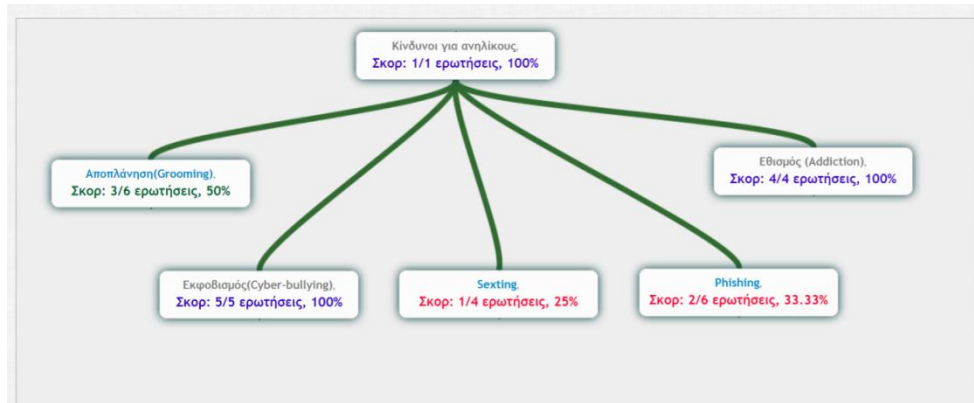 Κίνδυνοι για ανηλίκους,
Σκορ: 1/1 ερωτήσεις, 100%
Αποπλάνηση(Grooming),
Σκορ: 3/6 ερωτήσεις, 50%
Εθισμός (Addiction),
Σκορ: 4/4 ερωτήσεις, 100%
Εκφοβισμός(Cyber-bullying),
Σκορ: 5/5 ερωτήσεις, 100%
Sexting,
Σκορ: 1/4 ερωτήσεις, 25%
Phishing,
Σκορ: 2/6 ερωτήσεις, 33.33%